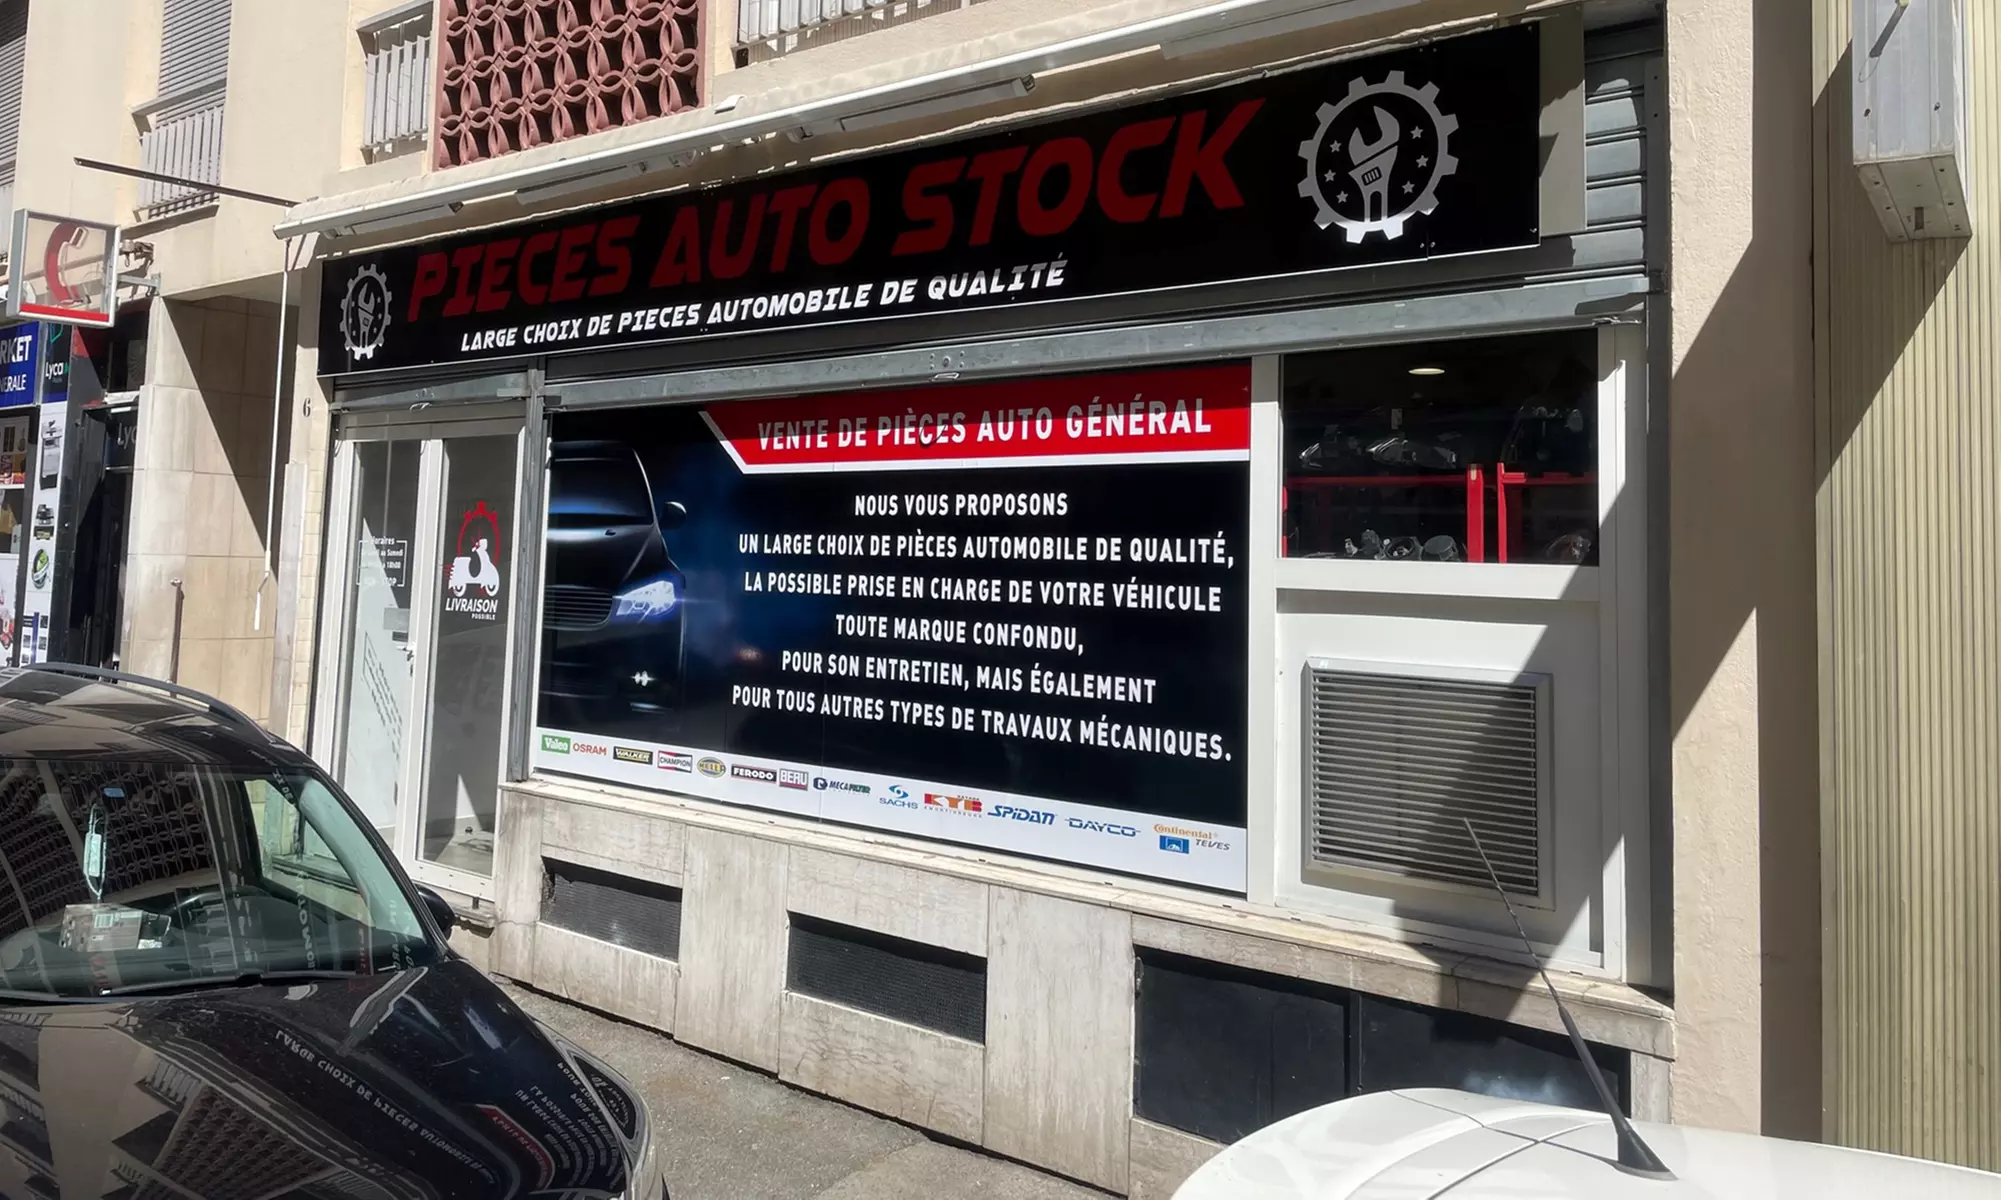 PIECES AUTO STOCK
LARGE CHOIX DE PIECES AUTOMOBILE DE QUALITÉ
VENTE DE PIÈCES AUTO GÉNÉRAL
NOUS VOUS PROPOSONS
UN LARGE CHOIX DE PIÈCES AUTOMOBILE DE QUALITÉ,
LA POSSIBLE PRISE EN CHARGE DE VOTRE VÉHICULE
TOUTE MARQUE CONFONDU,
POUR SON ENTRETIEN, MAIS ÉGALEMENT
POUR TOUS AUTRES TYPES DE TRAVAUX MÉCANIQUES.
Valeo OSRAM WALKER CHAMPION HELLA FERODO BERU MECAFILTER SACHS KYB SPiDAN DAYCO Continental TEVES
Horaires
LIVRAISON
POSSIBLE
6
Lyca